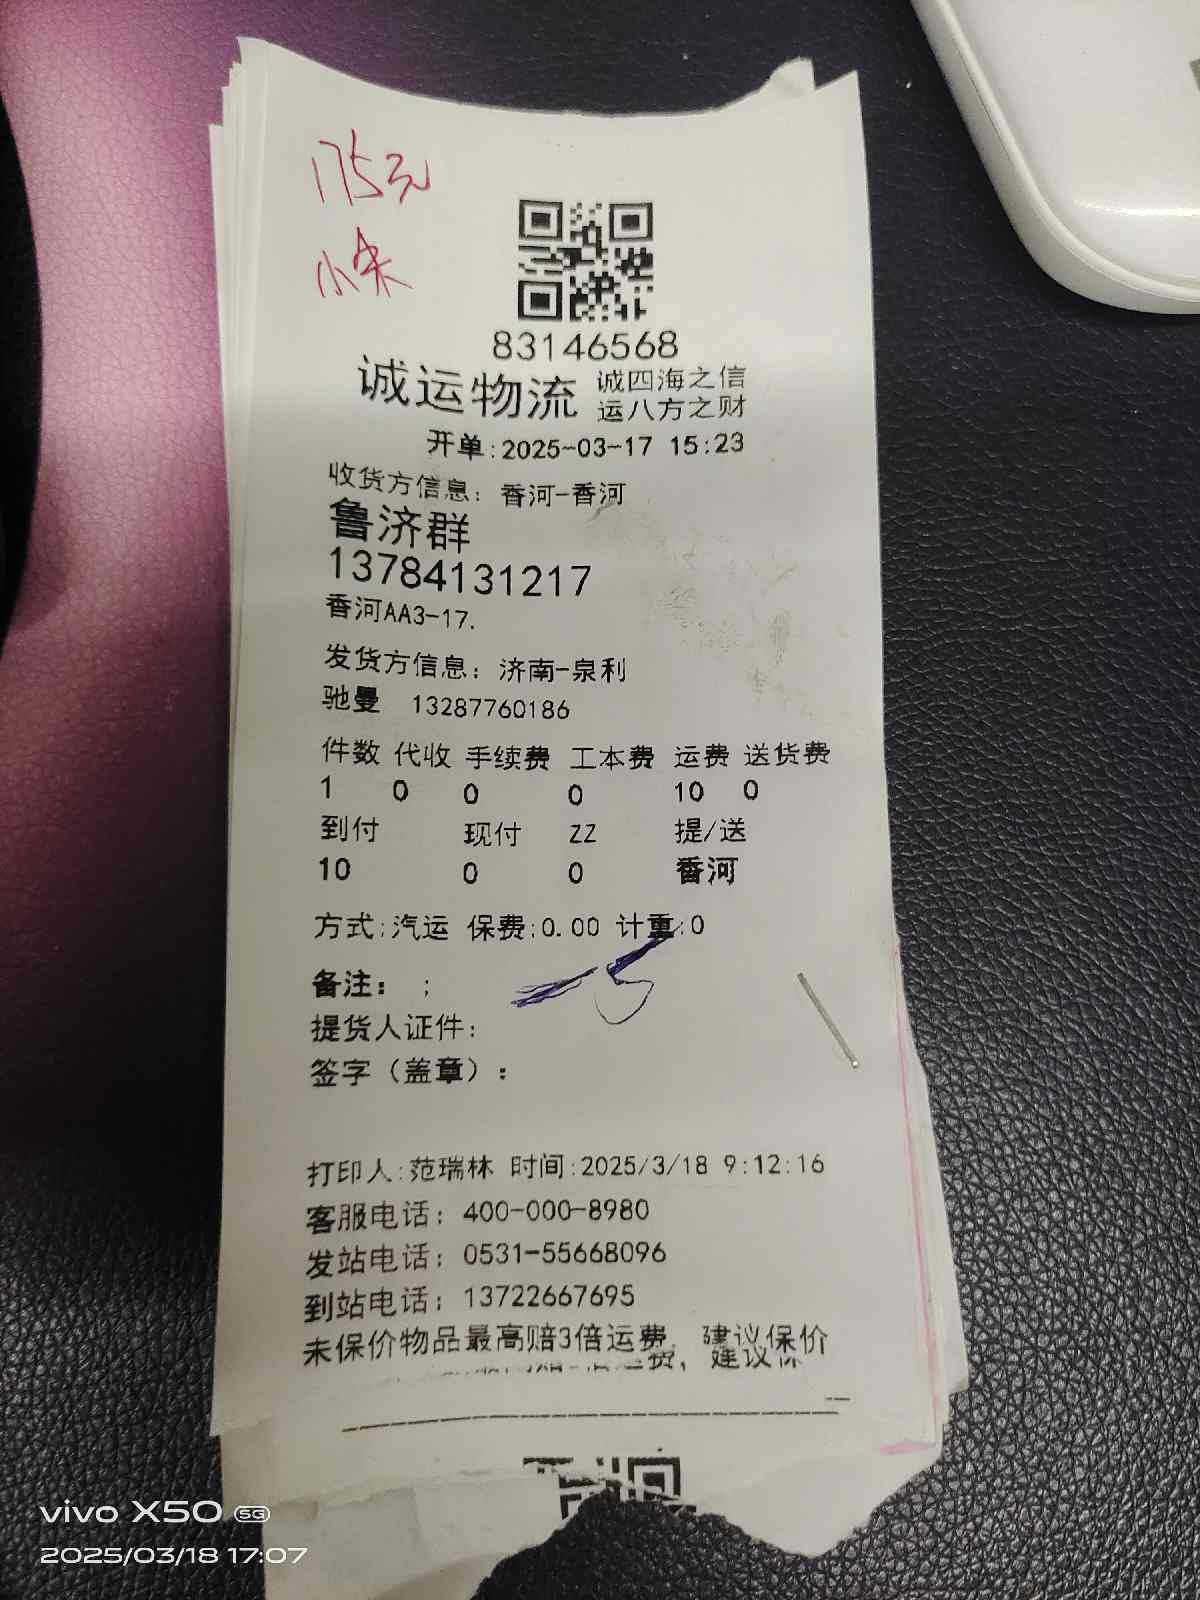 175元
小朱
83146568
诚运物流 诚四海之信
运八方之财
开单:2025-03-17 15:23
收货方信息: 香河-香河
鲁济群
13784131217
香河AA3-17.
发货方信息: 济南-泉利
驰曼 13287760186
件数 代收 手续费 工本费 运费 送货费
1 0 0 0 10 0
到付 现付 ZZ 提/送
10 0 0 香河
方式:汽运 保费:0.00 计重:0
备注: ;
提货人证件:
签字(盖章):
打印人:范瑞林 时间:2025/3/18 9:12:16
客服电话: 400-000-8980
发站电话: 0531-55668096
到站电话: 13722667695
未保价物品最高赔3倍运费, 建议保价
运费, 建议保
vivo X50 5G
2025/03/18 17:07